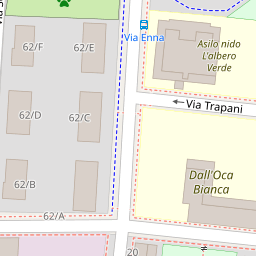 Via Enna
62/F
62/E
Asilo nido
L'albero
Verde
Via Trapani
62/D
62/C
62/B
Dall'Oca
Bianca
62/A
20